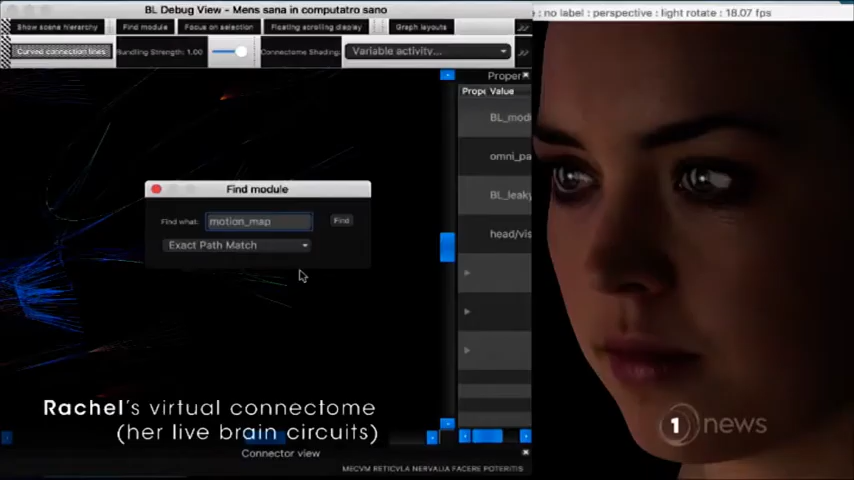 BL Debug View - Mens sana in computatro sano
: no label : perspective : light rotate : 18.07 fps
Show scene hierarchy
Find module
Focus on selection
Floating scrolling display
Graph layouts
Curved connection lines
Bundling Strength: 1.00
Connectome Shading:
Variable activity...
Proper
Prope Value
BL_mod
omni_pa
BL_leaky
head/vis
Find module
Find what:
motion_map
Find
Exact Path Match
Rachel's virtual connectome
(her live brain circuits)
1 news
Connector view
MECVM RETICVLA NERVALIA FACERE POTERITIS